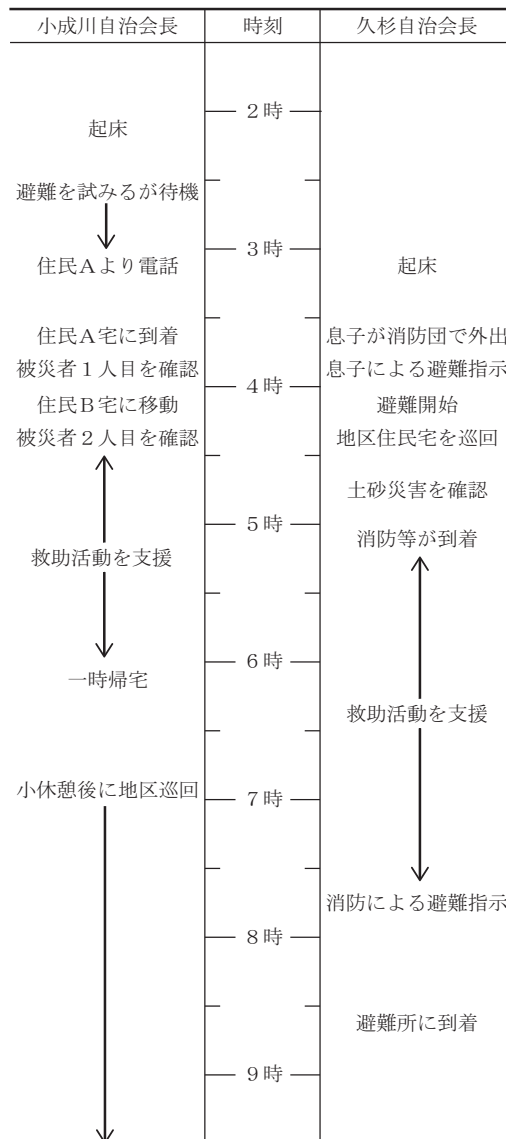 小成川自治会長 時刻 久杉自治会長
2時
起床
避難を試みるが待機
3時
住民Aより電話 起床
住民A宅に到着 息子が消防団で外出
被災者1人目を確認 息子による避難指示
4時
住民B宅に移動 避難開始
被災者2人目を確認 地区住民宅を巡回
土砂災害を確認
5時
消防等が到着
救助活動を支援
6時
一時帰宅
救助活動を支援
小休憩後に地区巡回
7時
消防による避難指示
8時
避難所に到着
9時